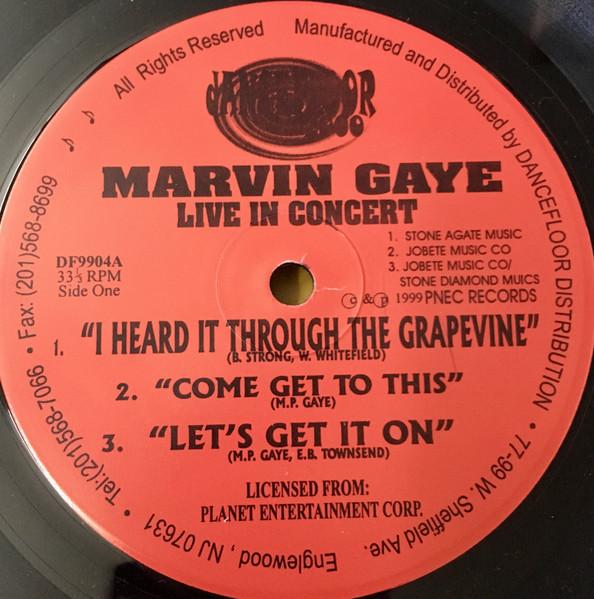 All Rights Reserved
Manufactured and Distributed by DANCEFLOOR DISTRIBUTION • 77-99 W. Sheffield Ave.
Englewood, NJ 07631 • Tel:(201)568-7066 • Fax: (201)568-8699
MARVIN GAYE
LIVE IN CONCERT
1. STONE AGATE MUSIC
2. JOBETE MUSIC CO
3. JOBETE MUSIC CO/
STONE DIAMOND MUICS
DF9904A
33⅓ RPM
Side One
© & ℗ 1999 PNEC RECORDS
1. "I HEARD IT THROUGH THE GRAPEVINE"
(B. STRONG, W. WHITEFIELD)
2. "COME GET TO THIS"
(M.P. GAYE)
3. "LET'S GET IT ON"
(M.P. GAYE, E.B. TOWNSEND)
LICENSED FROM:
PLANET ENTERTAINMENT CORP.